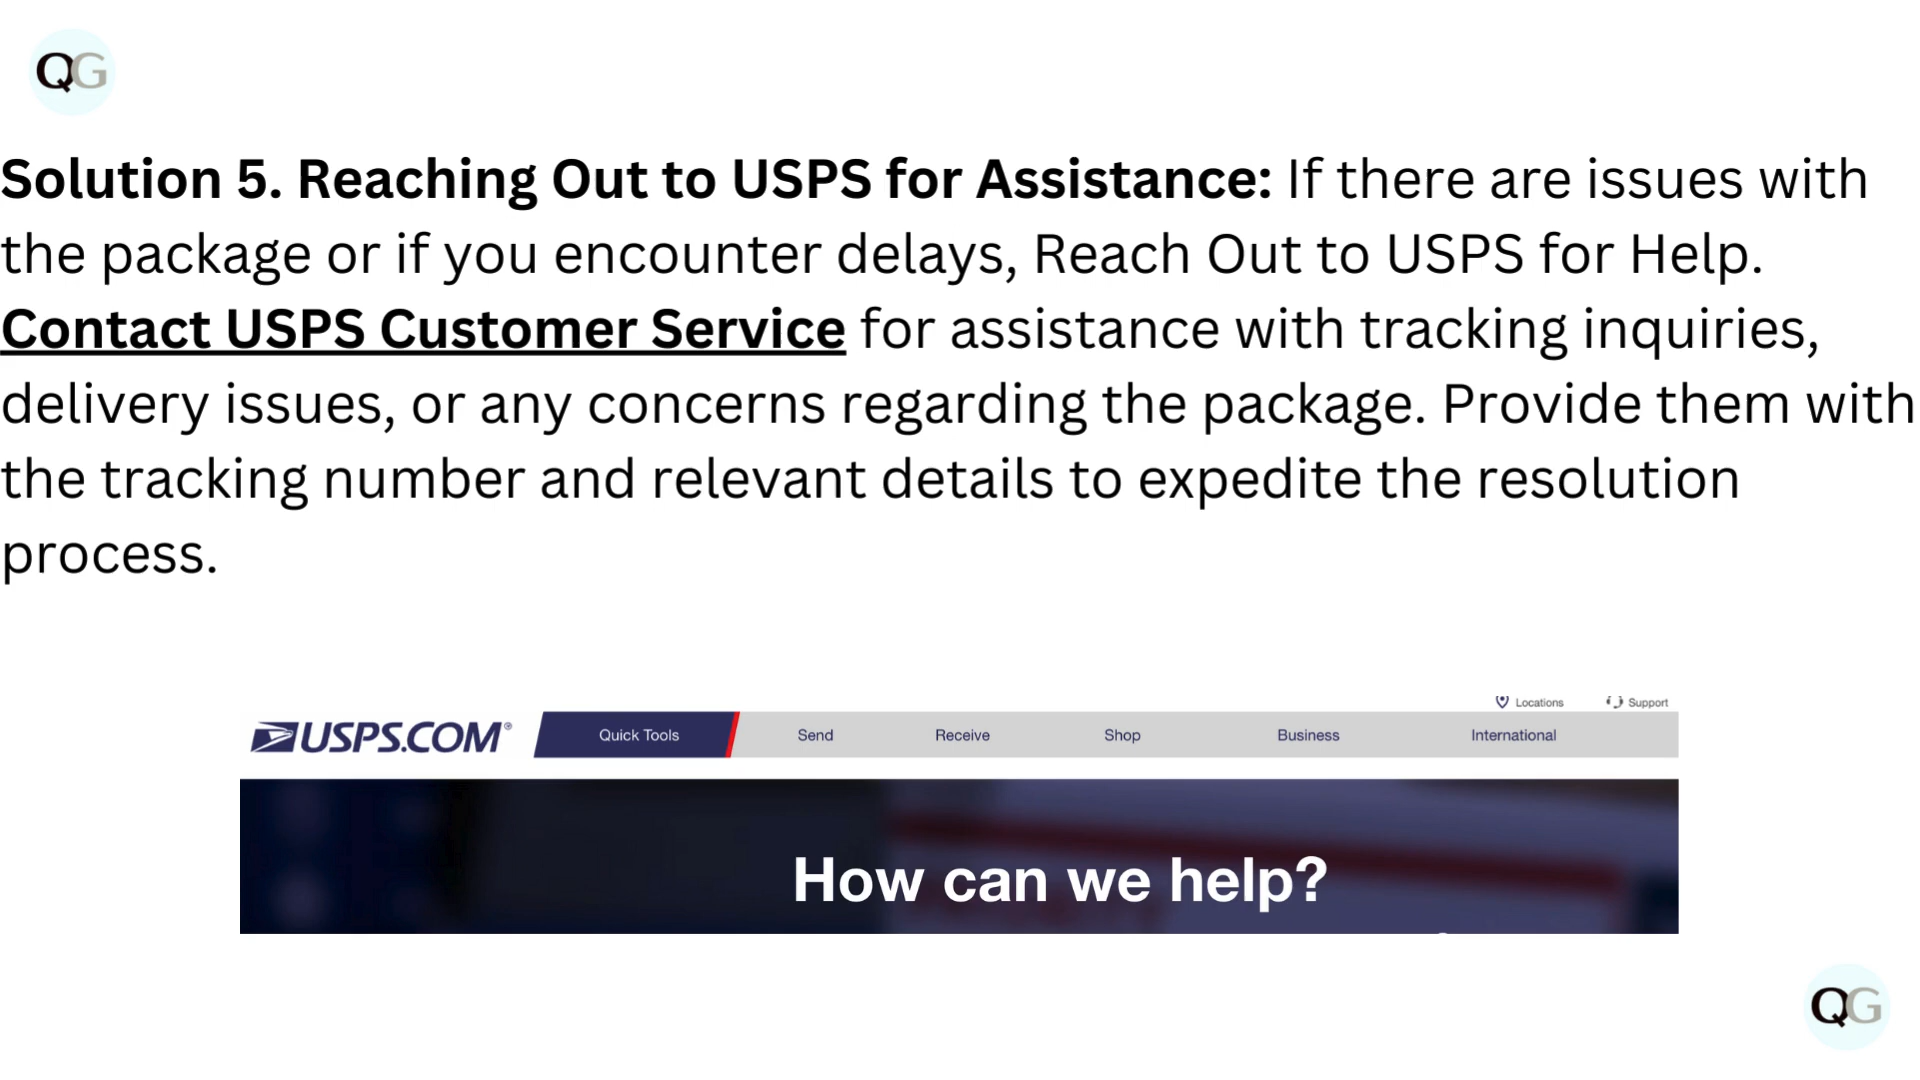 QG
Solution 5. Reaching Out to USPS for Assistance: If there are issues with
the package or if you encounter delays, Reach Out to USPS for Help.
Contact USPS Customer Service for assistance with tracking inquiries,
delivery issues, or any concerns regarding the package. Provide them with
the tracking number and relevant details to expedite the resolution
process.
Locations Support
USPS.COM® Quick Tools Send Receive Shop Business International
How can we help?
QG